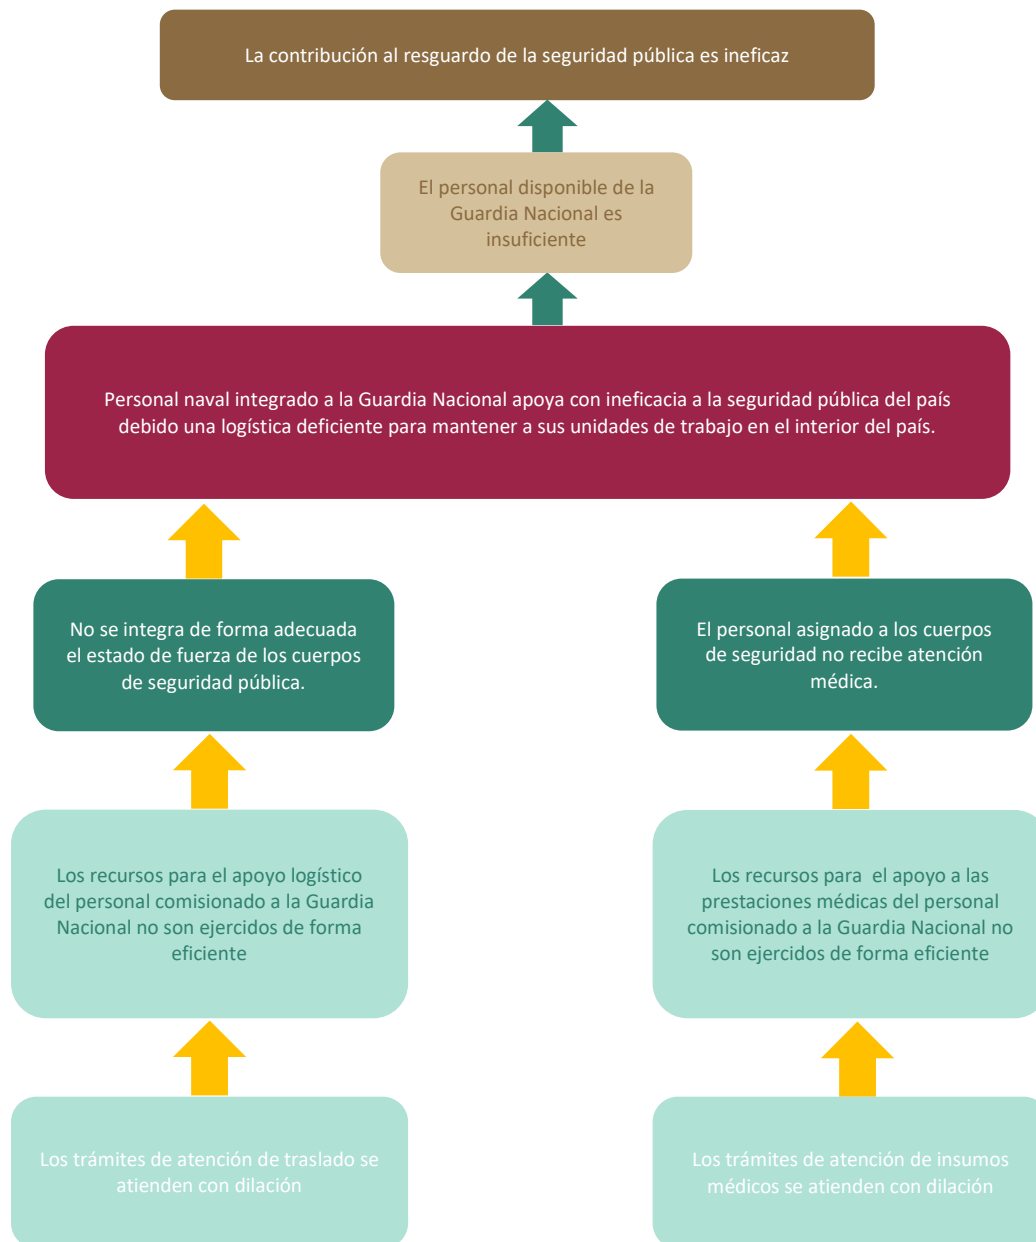 La contribución al resguardo de la seguridad pública es ineficaz
El personal disponible de la
Guardia Nacional es
insuficiente
Personal naval integrado a la Guardia Nacional apoya con ineficacia a la seguridad pública del país
debido una logística deficiente para mantener a sus unidades de trabajo en el interior del país.
No se integra de forma adecuada
el estado de fuerza de los cuerpos
de seguridad pública.
El personal asignado a los cuerpos
de seguridad no recibe atención
médica.
Los recursos para el apoyo logístico
del personal comisionado a la Guardia
Nacional no son ejercidos de forma
eficiente
Los recursos para  el apoyo a las
prestaciones médicas del personal
comisionado a la Guardia Nacional no
son ejercidos de forma eficiente
Los trámites de atención de traslado se
atienden con dilación
Los trámites de atención de insumos
médicos se atienden con dilación